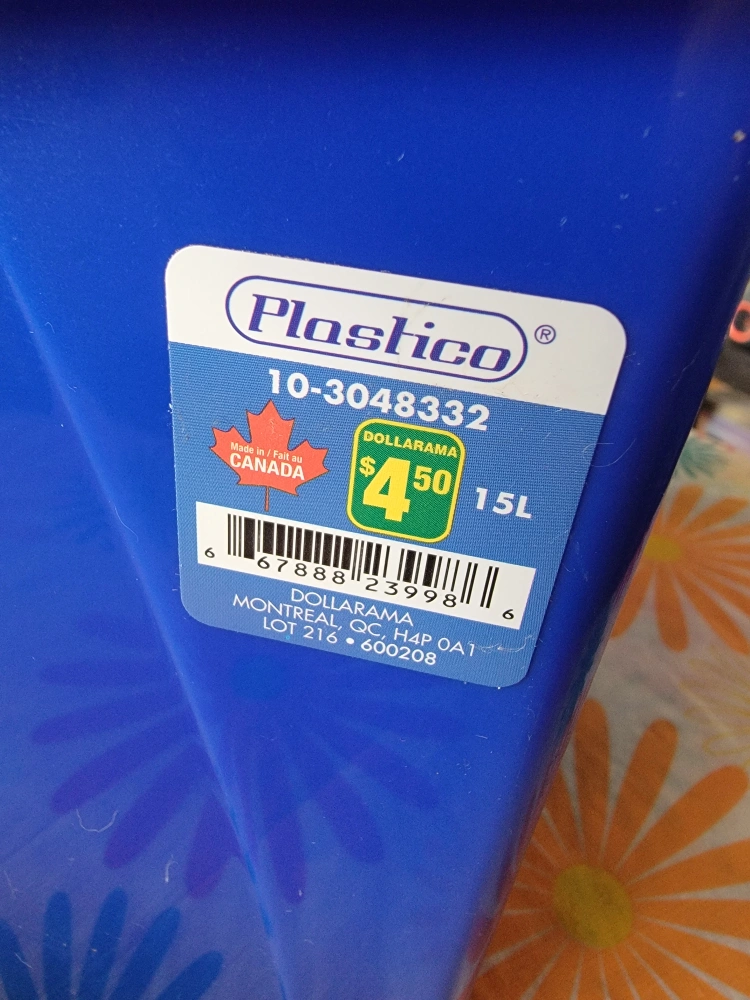 Plastico®
10-3048332
Made in / Fait au
CANADA
DOLLARAMA
$4.50
15L
6 67888 23998 6
DOLLARAMA
MONTREAL, QC, H4P 0A1
LOT 216 • 600208